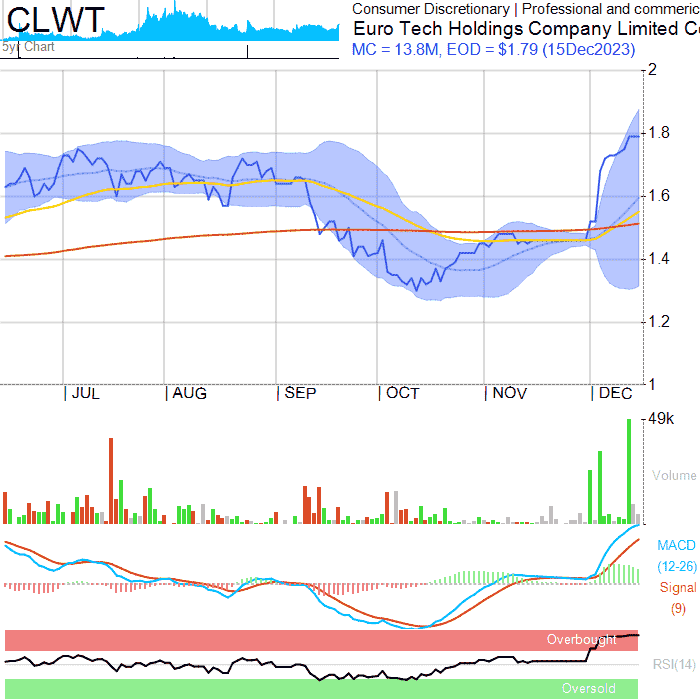 CLWT
Consumer Discretionary | Professional and commeric
Euro Tech Holdings Company Limited C
MC = 13.8M, EOD = $1.79 (15Dec2023)
5yr Chart
2
1.8
1.6
1.4
1.2
1
| JUL | AUG | SEP | OCT | NOV | DEC
49k
Volume
MACD
(12-26)
Signal
(9)
Overbought
RSI(14)
Oversold